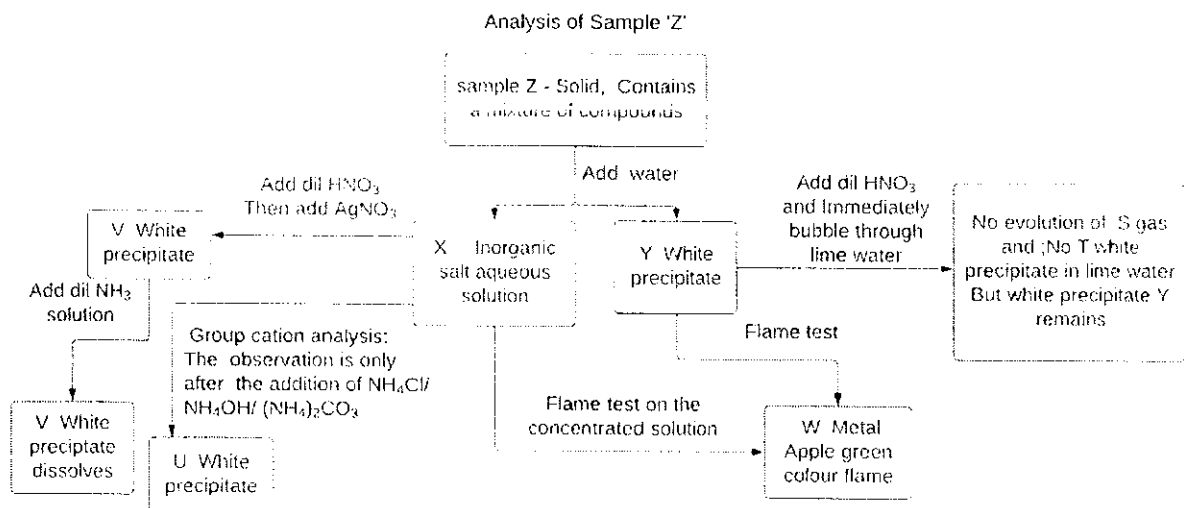 Analysis of Sample 'Z'
sample Z - Solid, Contains
a mixture of compounds
Add water
Add dil HNO₃
Then add AgNO₃
V White
precipitate
X Inorganic
salt aqueous
solution
Y White
precipitate
Add dil HNO₃
and Immediately
bubble through
lime water
No evolution of S gas
and ;No T white
precipitate in lime water
But white precipitate Y
remains
Add dil NH₃
solution
Group cation analysis:
The observation is only
after the addition of NH₄Cl/
NH₄OH/ (NH₄)₂CO₃
Flame test
V White
preciptate
dissolves
U White
precipitate
Flame test on the
concentrated solution
W Metal
Apple green
colour flame